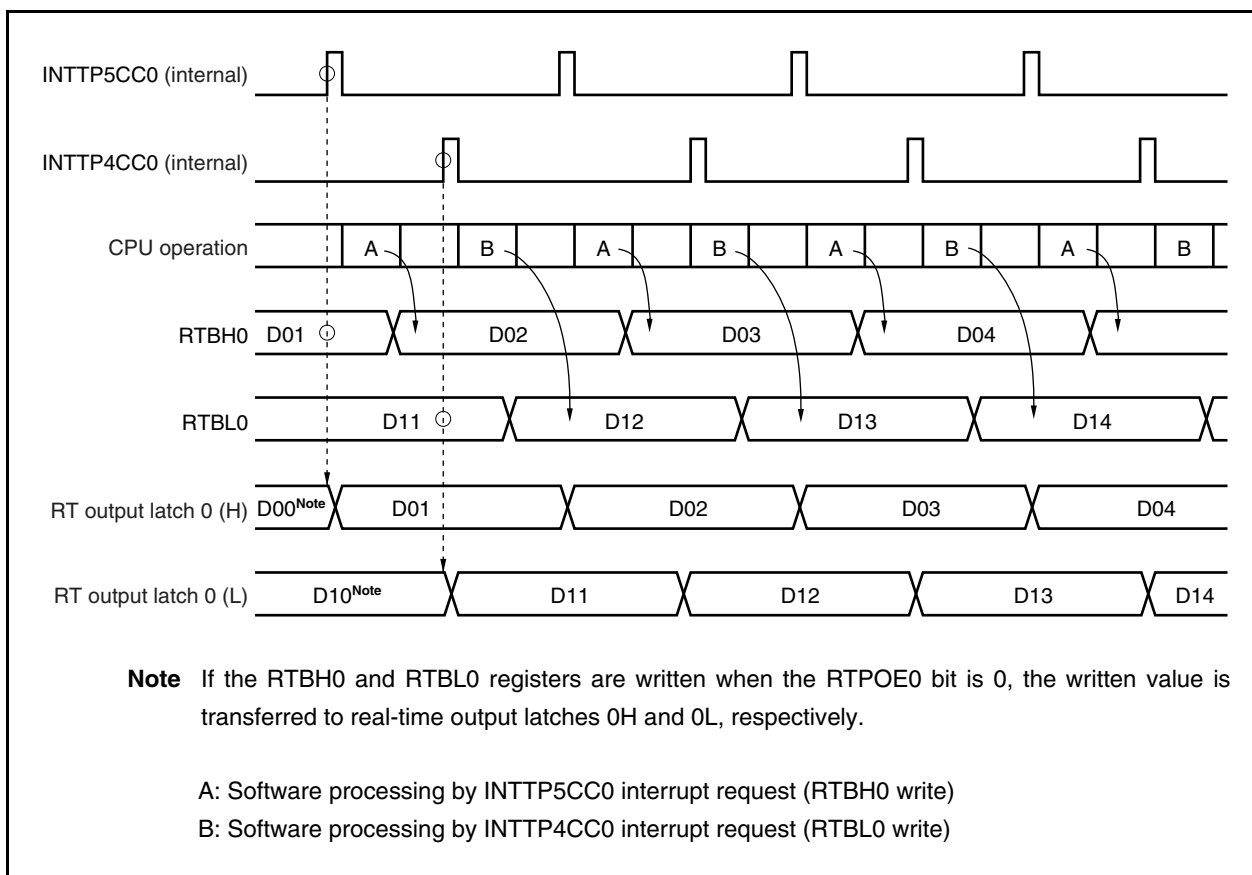 INTTP5CC0 (internal)
INTTP4CC0 (internal)
CPU operation A B A B A B A B
RTBH0 D01 D02 D03 D04
RTBL0 D11 D12 D13 D14
RT output latch 0 (H) D00Note D01 D02 D03 D04
RT output latch 0 (L) D10Note D11 D12 D13 D14
Note If the RTBH0 and RTBL0 registers are written when the RTPOE0 bit is 0, the written value is
transferred to real-time output latches 0H and 0L, respectively.
A: Software processing by INTTP5CC0 interrupt request (RTBH0 write)
B: Software processing by INTTP4CC0 interrupt request (RTBL0 write)